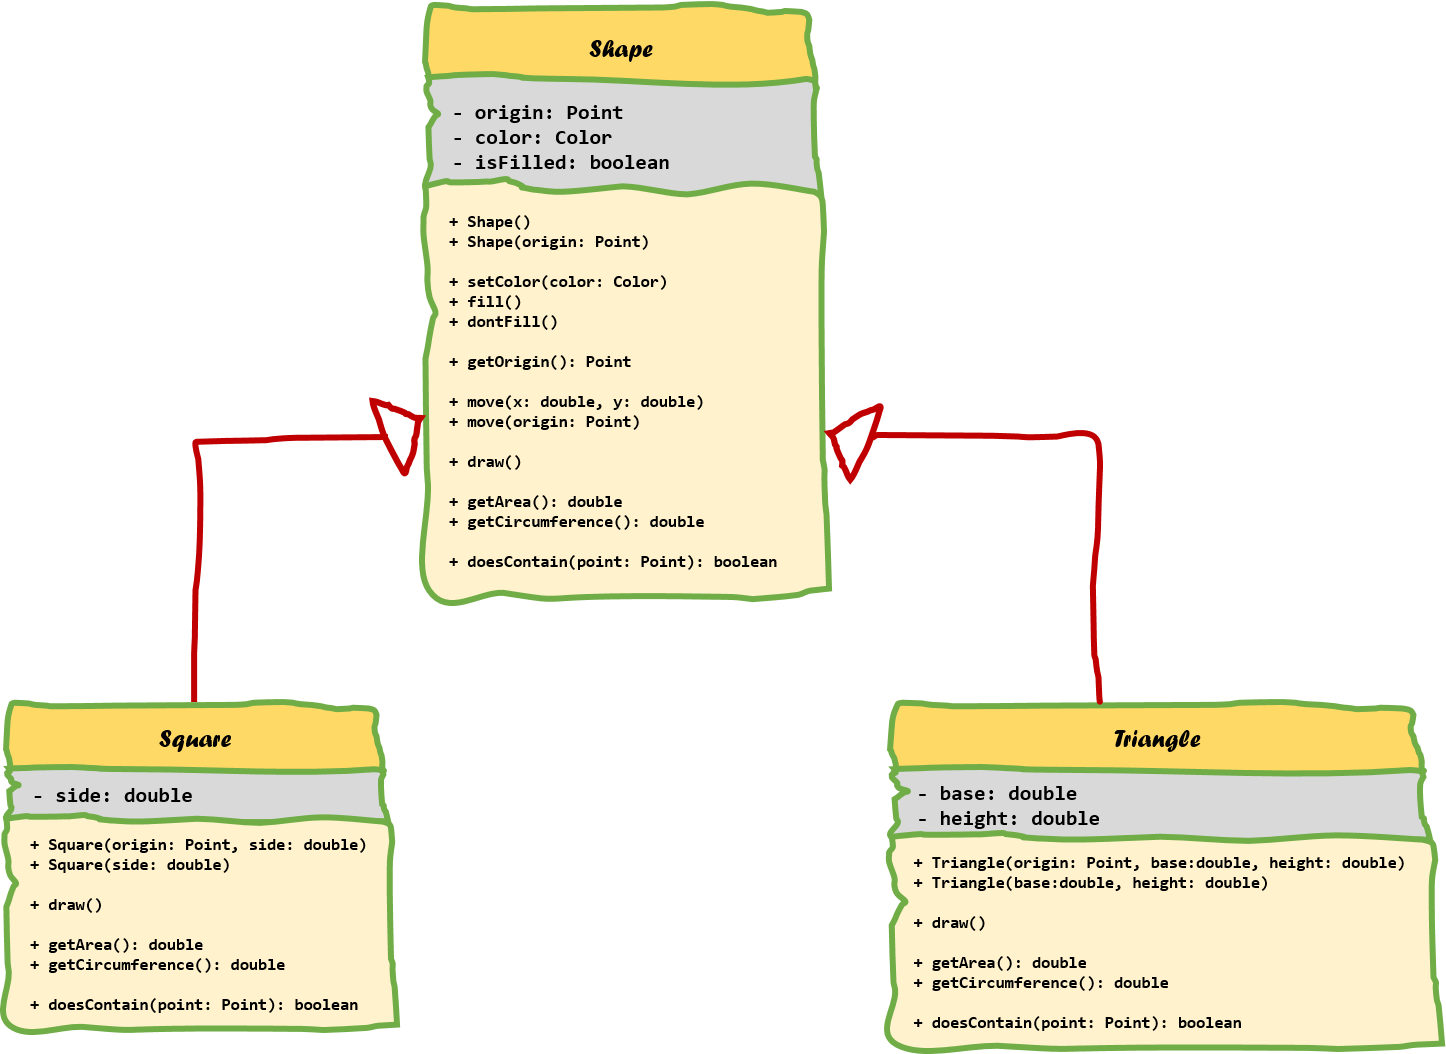 Shape
- origin: Point
- color: Color
- isFilled: boolean
+ Shape()
+ Shape(origin: Point)
+ setColor(color: Color)
+ fill()
+ dontFill()
+ getOrigin(): Point
+ move(x: double, y: double)
+ move(origin: Point)
+ draw()
+ getArea(): double
+ getCircumference(): double
+ doesContain(point: Point): boolean
Square
- side: double
+ Square(origin: Point, side: double)
+ Square(side: double)
+ draw()
+ getArea(): double
+ getCircumference(): double
+ doesContain(point: Point): boolean
Triangle
- base: double
- height: double
+ Triangle(origin: Point, base:double, height: double)
+ Triangle(base:double, height: double)
+ draw()
+ getArea(): double
+ getCircumference(): double
+ doesContain(point: Point): boolean